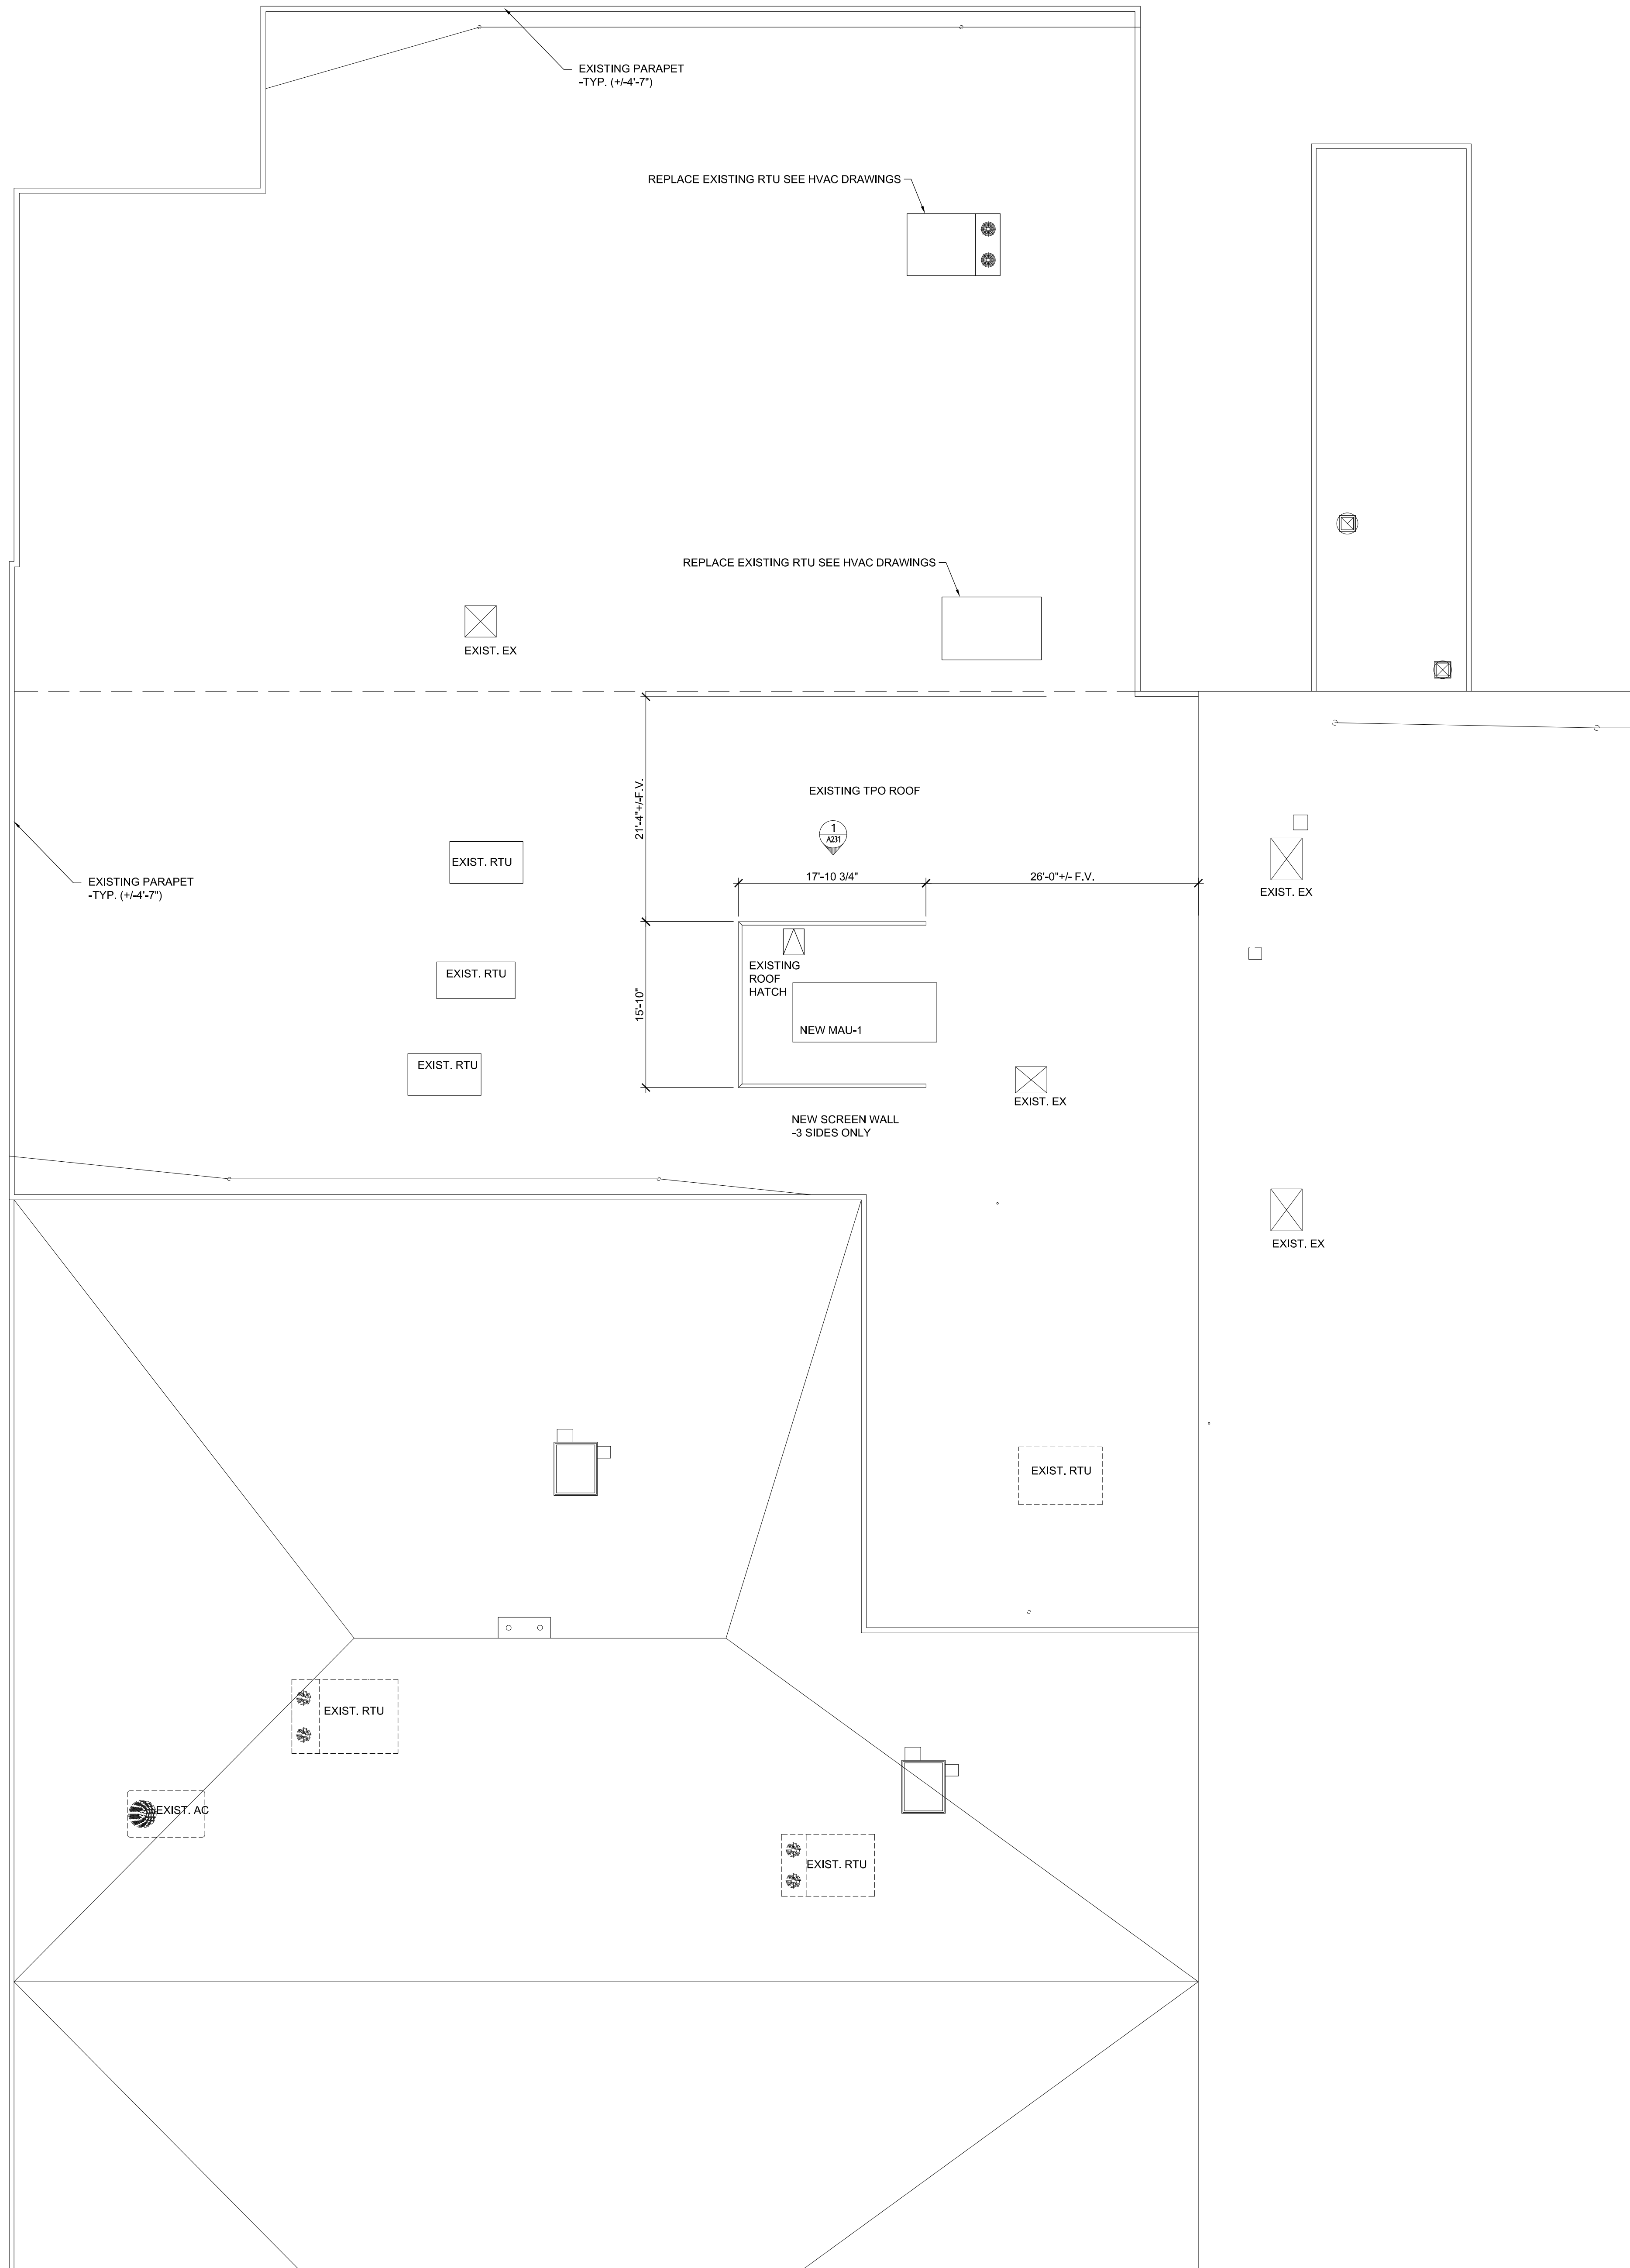 EXISTING PARAPET
-TYP. (+/-4'-7")
REPLACE EXISTING RTU SEE HVAC DRAWINGS
REPLACE EXISTING RTU SEE HVAC DRAWINGS
EXIST. EX
21'-4"+/-F.V.
EXISTING TPO ROOF
1
A231
EXIST. RTU
17'-10 3/4"
26'-0"+/- F.V.
EXIST. EX
EXISTING PARAPET
-TYP. (+/-4'-7")
EXISTING
ROOF
HATCH
EXIST. RTU
15'-10"
NEW MAU-1
EXIST. RTU
EXIST. EX
NEW SCREEN WALL
-3 SIDES ONLY
EXIST. EX
EXIST. RTU
EXIST. RTU
EXIST. AC
EXIST. RTU